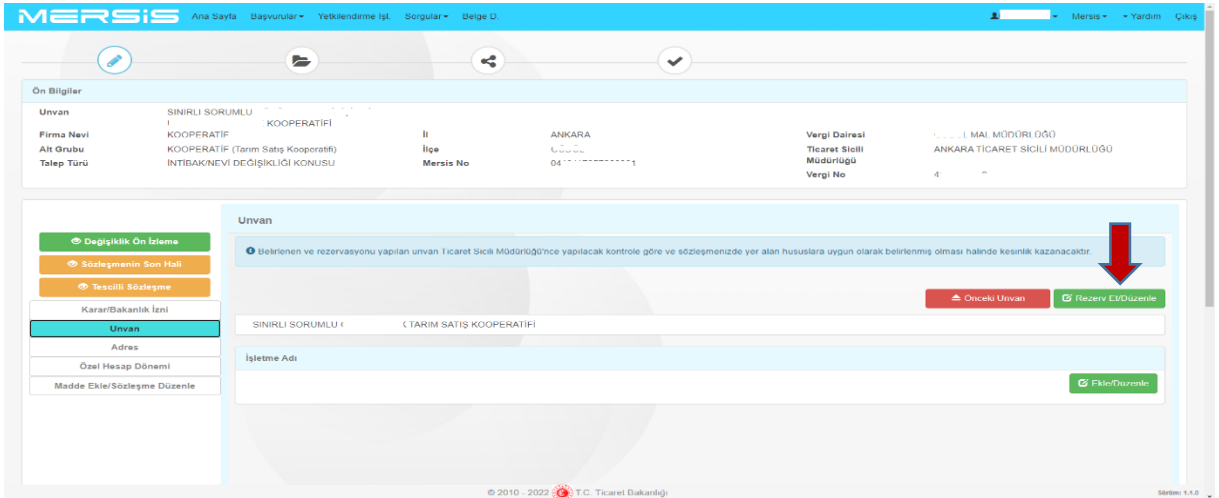 MERSiS Ana Sayfa Başvurular Yetkilendirme İşl. Sorgular Belge D. Mersis Yardım Çıkış
Ön Bilgiler
Unvan SINIRLI SORUMLU
KOOPERATİFİ
Firma Nevi KOOPERATİF İl ANKARA Vergi Dairesi MAL MÜDÜRLÜĞÜ
Alt Grubu KOOPERATİF (Tarım Satış Kooperatifi) İlçe Ticaret Sicili Müdürlüğü ANKARA TİCARET SİCİLİ MÜDÜRLÜĞÜ
Talep Türü İNTİBAK/NEVİ DEĞİŞİKLİĞİ KONUSU Mersis No
Vergi No
Unvan
Değişiklik Ön İzleme
Sözleşmenin Son Hali
Tescilli Sözleşme
Karar/Bakanlık İzni
Unvan
Adres
Özel Hesap Dönemi
Madde Ekle/Sözleşme Düzenle
Belirlenen ve rezervasyonu yapılan unvan Ticaret Sicili Müdürlüğü'nce yapılacak kontrole göre ve sözleşmenizde yer alan hususlara uygun olarak belirlenmiş olması halinde kesinlik kazanacaktır.
Önceki Unvan Rezerv Et/Düzenle
SINIRLI SORUMLU TARIM SATIŞ KOOPERATİFİ
İşletme Adı
Ekle/Düzenle
© 2010 - 2022 T.C. Ticaret Bakanlığı Sürüm: 1.1.0